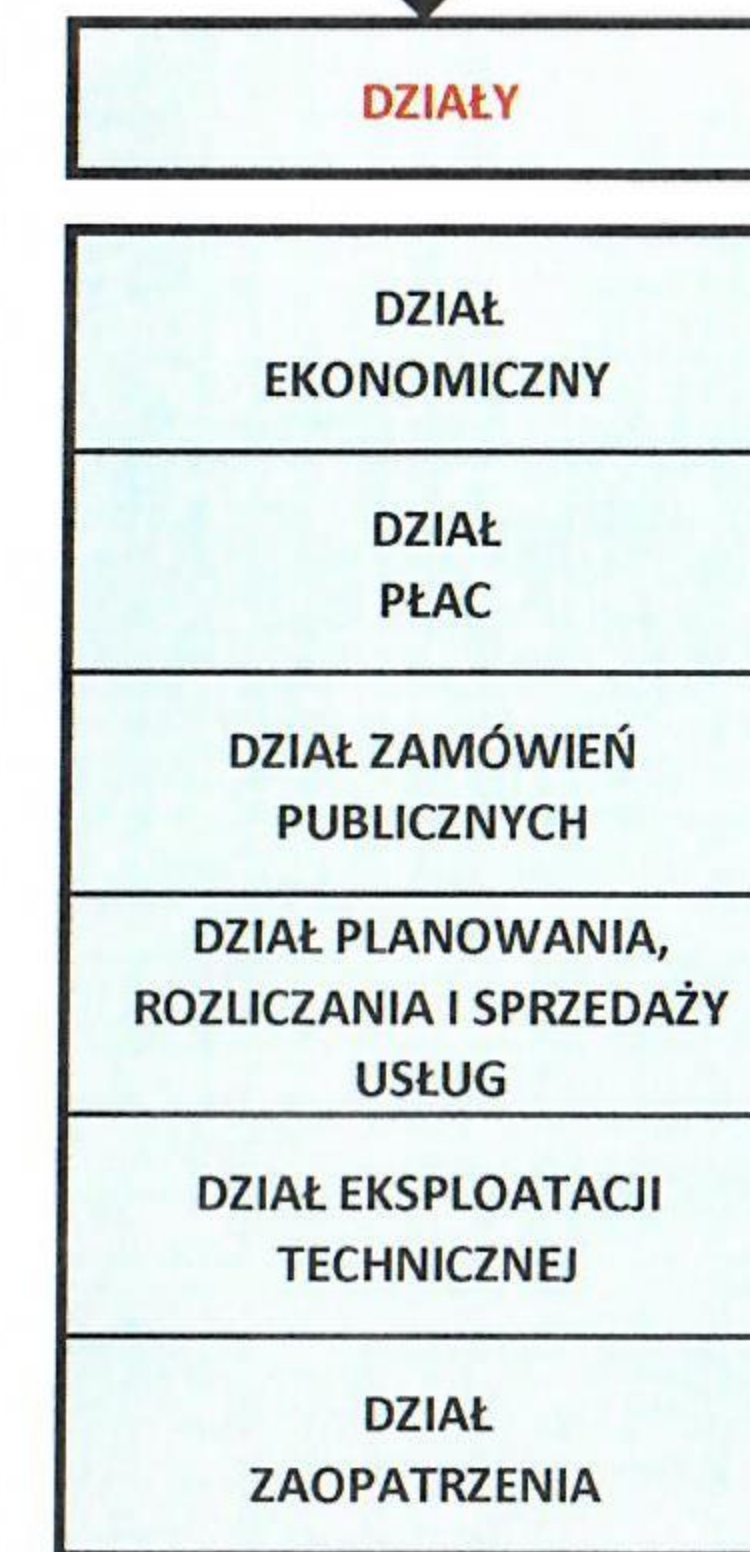 DZIAŁY
DZIAŁ
EKONOMICZNY
DZIAŁ
PŁAC
DZIAŁ ZAMÓWIEŃ
PUBLICZNYCH
DZIAŁ PLANOWANIA,
ROZLICZANIA I SPRZEDAŻY
USŁUG
DZIAŁ EKSPLOATACJI
TECHNICZNEJ
DZIAŁ
ZAOPATRZENIA